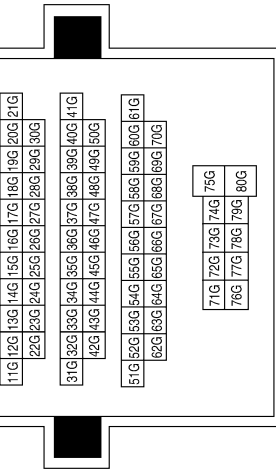 11G 12G 13G 14G 15G 16G 17G 18G 19G 20G 21G
22G 23G 24G 25G 26G 27G 28G 29G 30G
31G 32G 33G 34G 35G 36G 37G 38G 39G 40G 41G
42G 43G 44G 45G 46G 47G 48G 49G 50G
51G 52G 53G 54G 55G 56G 57G 58G 59G 60G 61G
62G 63G 64G 65G 66G 67G 68G 69G 70G
71G 72G 73G 74G 75G
76G 77G 78G 79G 80G